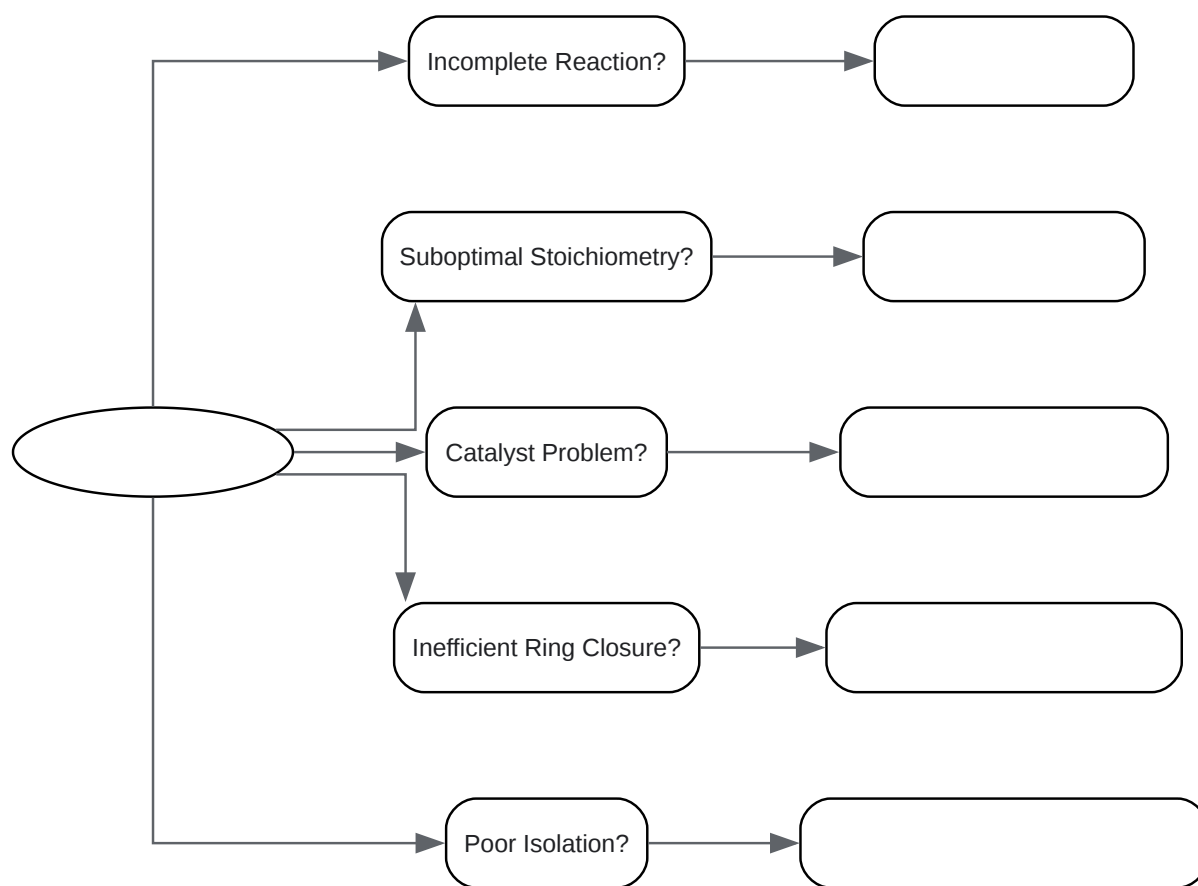 Incomplete Reaction?
Suboptimal Stoichiometry?
Catalyst Problem?
Inefficient Ring Closure?
Poor Isolation?